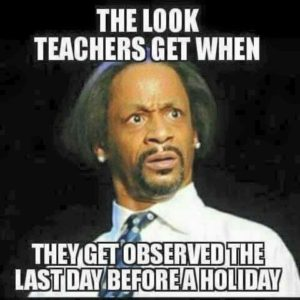 THE LOOK
TEACHERS GET WHEN
THEY GET OBSERVED THE
LAST DAY BEFORE A HOLIDAY